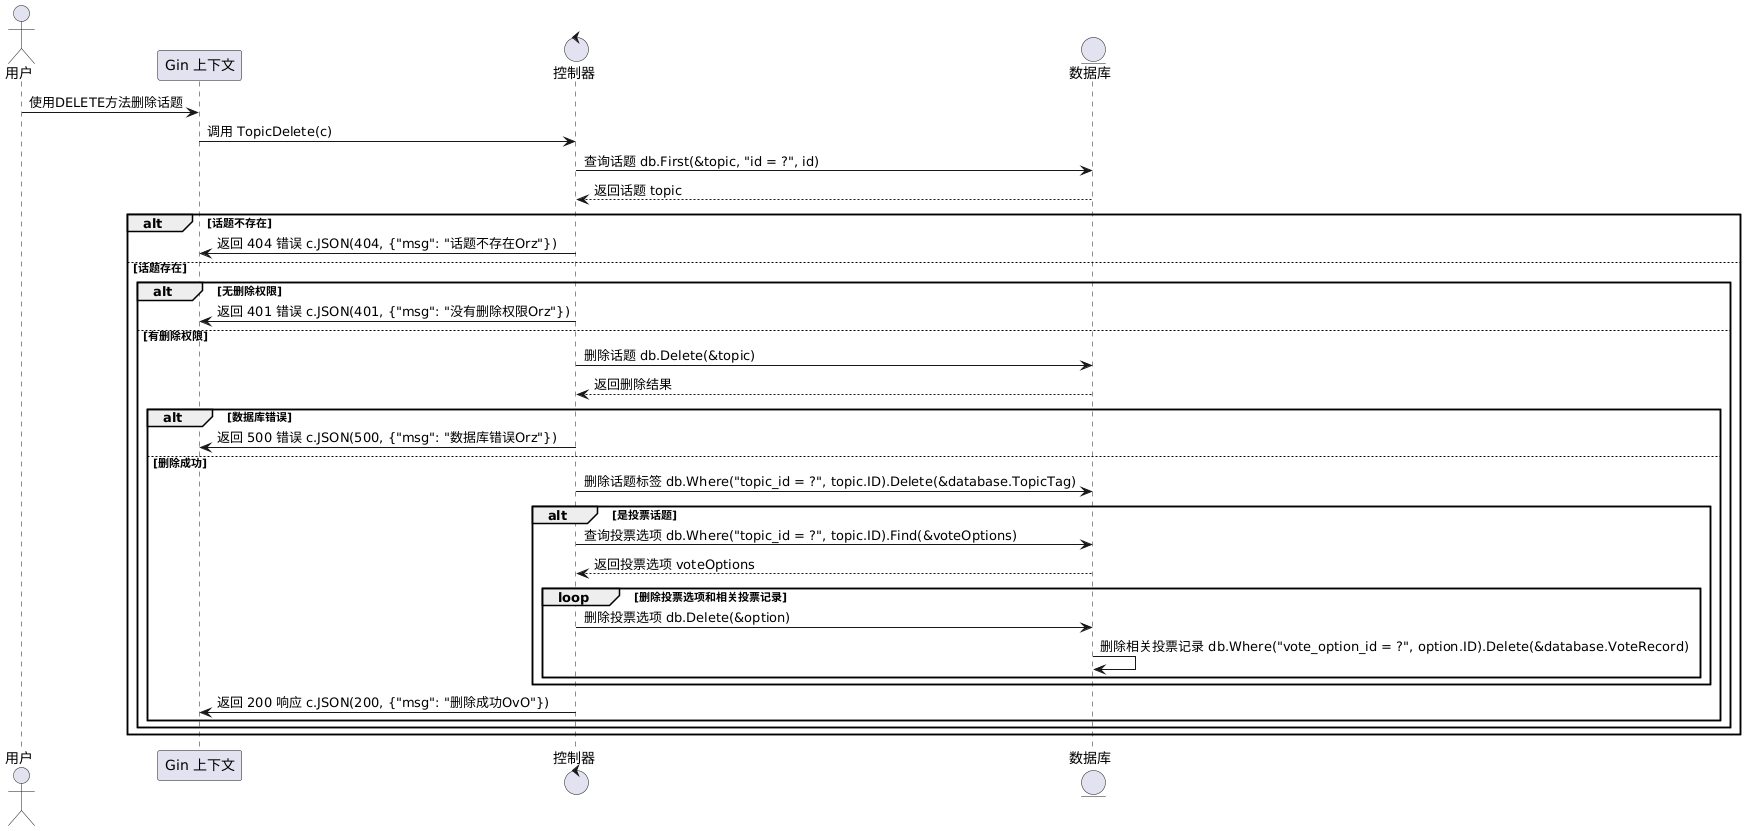 用户
Gin 上下文
控制器
数据库
使用DELETE方法删除话题
调用 TopicDelete(c)
查询话题 db.First(&topic, "id = ?", id)
返回话题 topic
alt [话题不存在]
返回 404 错误 c.JSON(404, {"msg": "话题不存在Orz"})
[话题存在]
alt [无删除权限]
返回 401 错误 c.JSON(401, {"msg": "没有删除权限Orz"})
[有删除权限]
删除话题 db.Delete(&topic)
返回删除结果
alt [数据库错误]
返回 500 错误 c.JSON(500, {"msg": "数据库错误Orz"})
[删除成功]
删除话题标签 db.Where("topic_id = ?", topic.ID).Delete(&database.TopicTag)
alt [是投票话题]
查询投票选项 db.Where("topic_id = ?", topic.ID).Find(&voteOptions)
返回投票选项 voteOptions
loop [删除投票选项和相关投票记录]
删除投票选项 db.Delete(&option)
删除相关投票记录 db.Where("vote_option_id = ?", option.ID).Delete(&database.VoteRecord)
返回 200 响应 c.JSON(200, {"msg": "删除成功OvO"})
用户
Gin 上下文
控制器
数据库